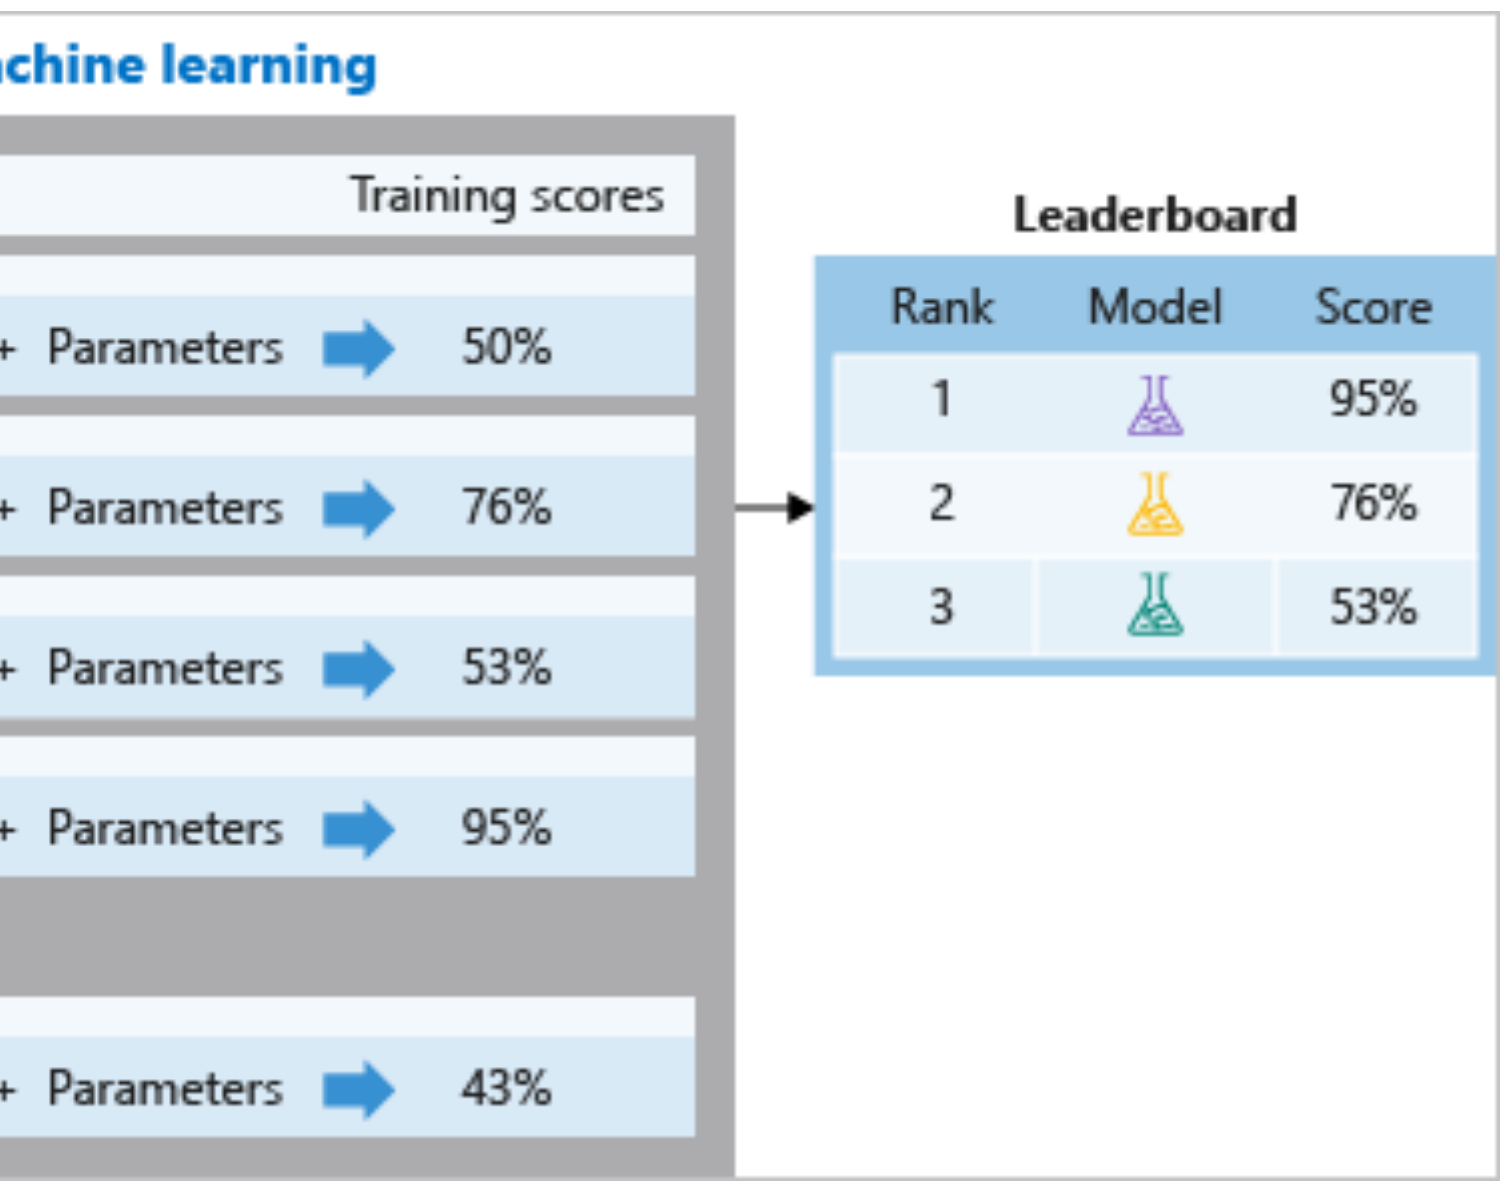 achine learning
Training scores
+ Parameters 50%
+ Parameters 76%
+ Parameters 53%
+ Parameters 95%
+ Parameters 43%
Leaderboard
Rank Model Score
1 95%
2 76%
3 53%